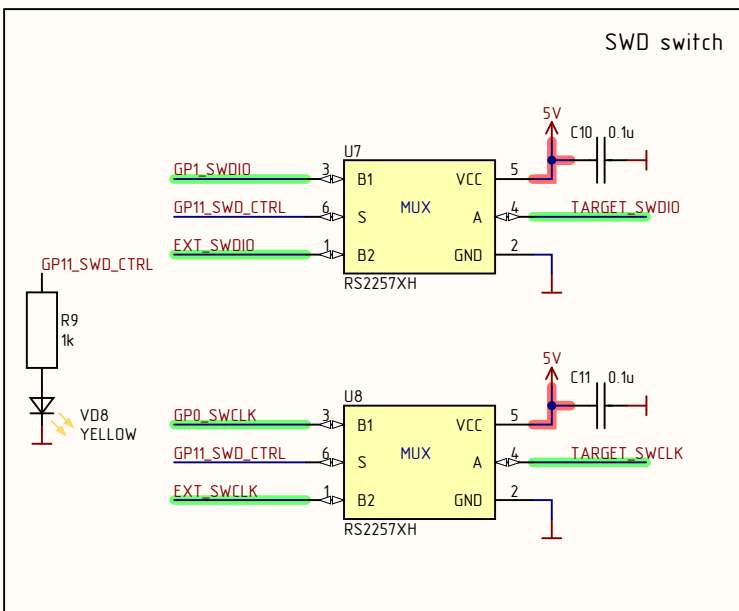 SWD switch
5V
C10 0.1u
U7
GP1_SWDIO 3 B1 VCC 5
GP11_SWD_CTRL 6 S MUX A 4 TARGET_SWDIO
EXT_SWDIO 1 B2 GND 2
RS2257XH
GP11_SWD_CTRL
R9
1k
VD8
YELLOW
5V
C11 0.1u
U8
GP0_SWCLK 3 B1 VCC 5
GP11_SWD_CTRL 6 S MUX A 4 TARGET_SWCLK
EXT_SWCLK 1 B2 GND 2
RS2257XH